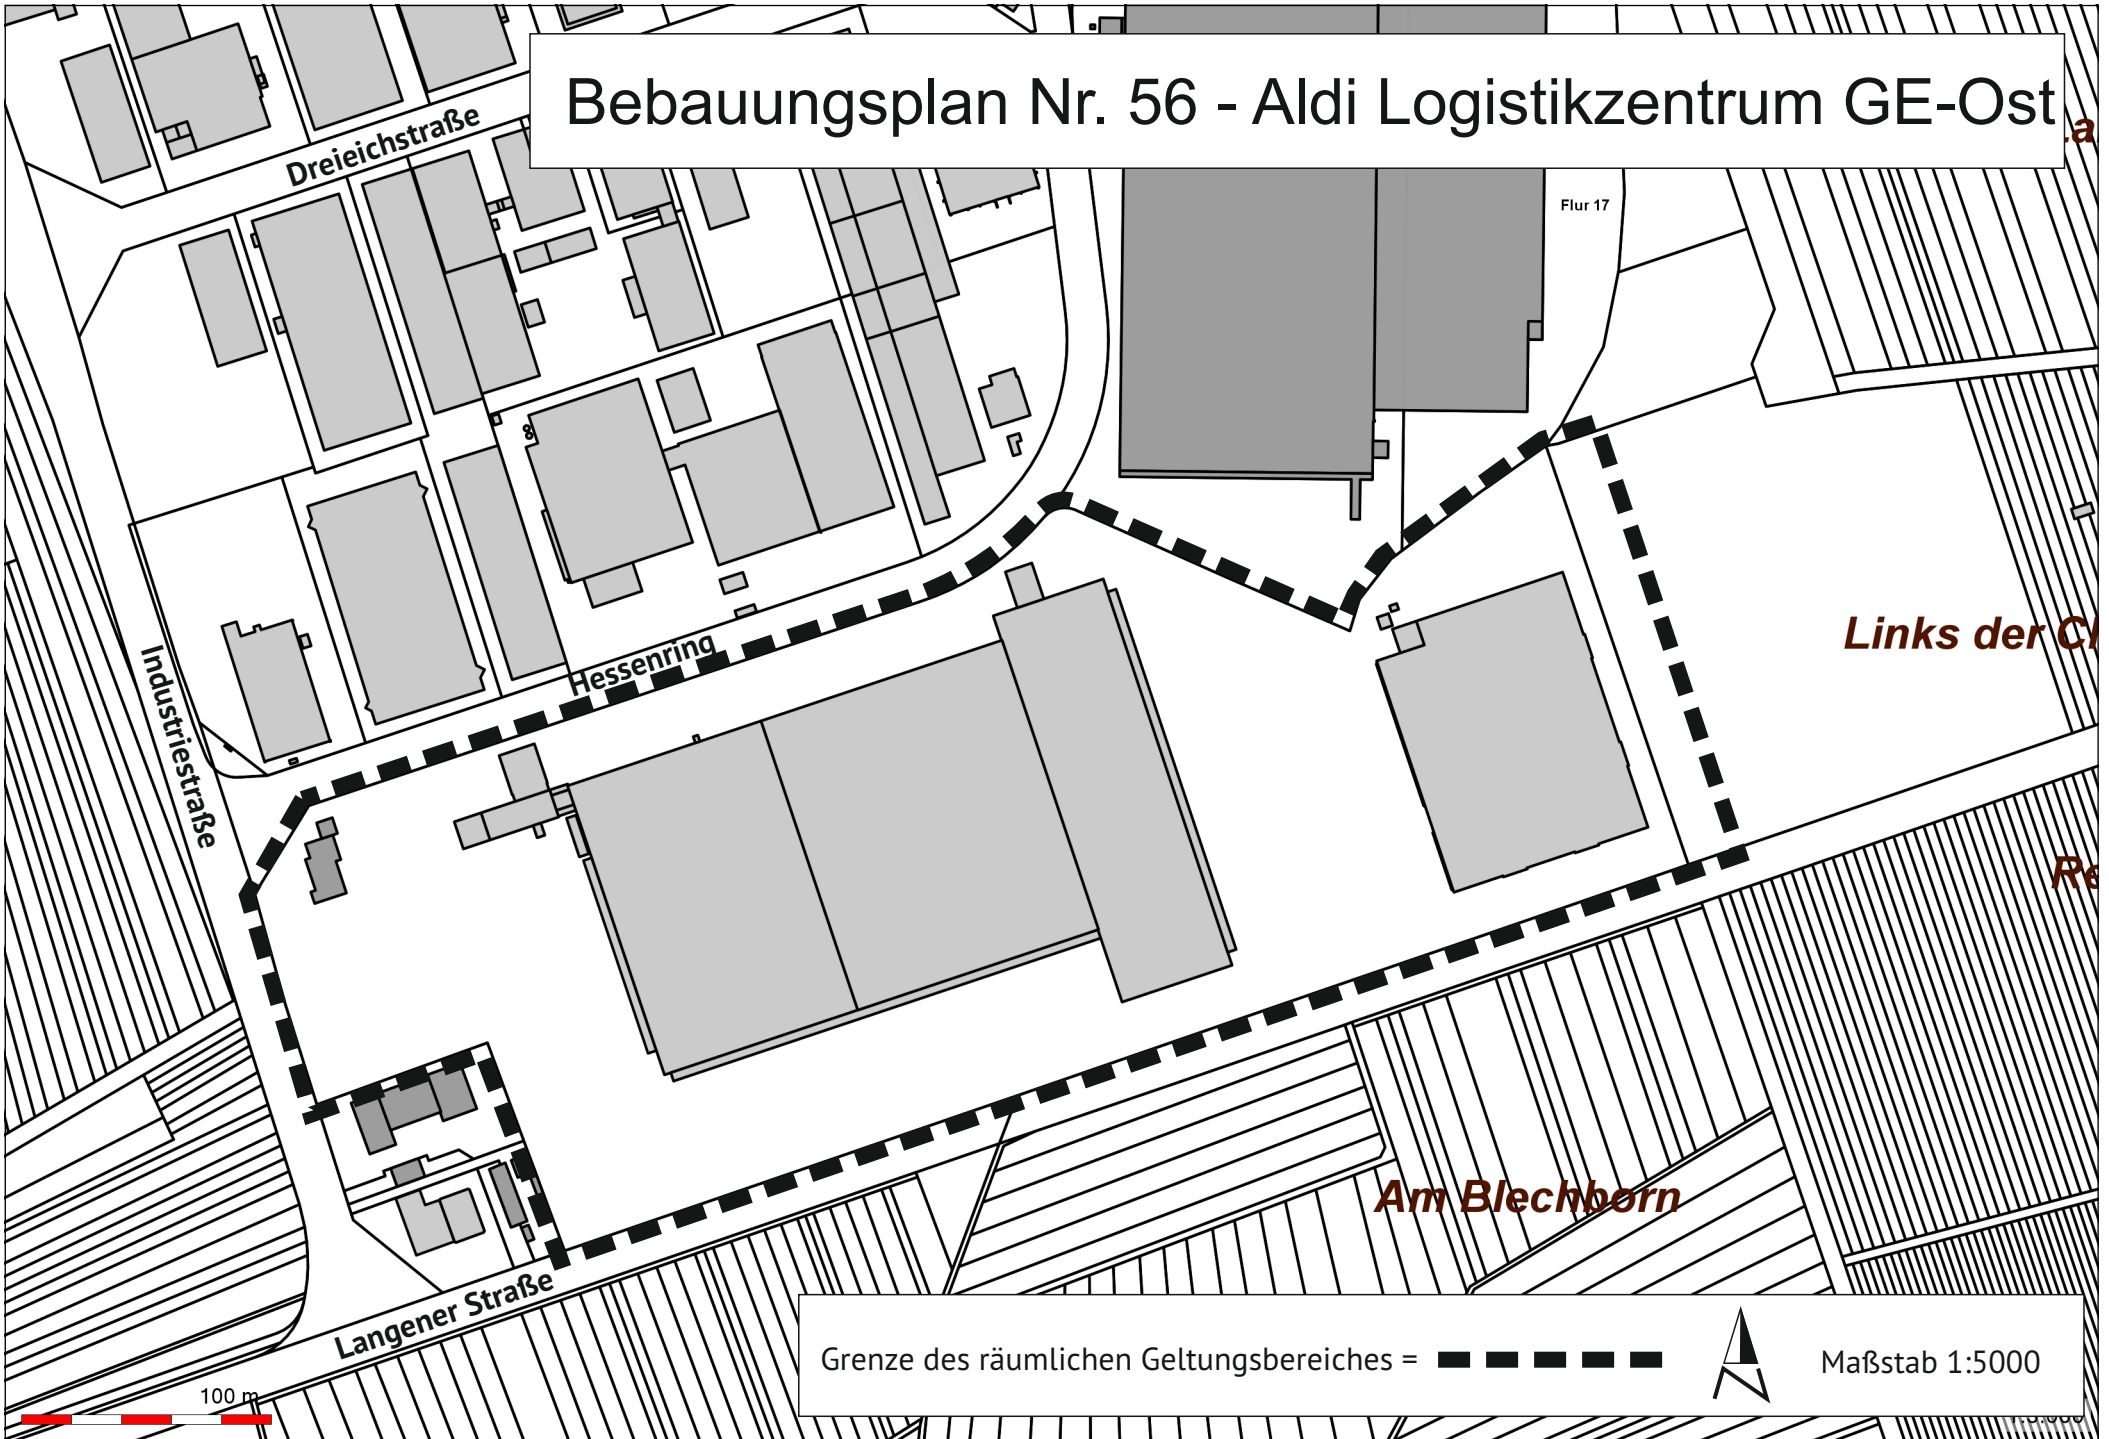 Bebauungsplan Nr. 56 - Aldi Logistikzentrum GE-Ost
Dreieichstraße
Flur 17
Links der
Hessenring
Industriestraße
Am Blechborn
Langener Straße
Grenze des räumlichen Geltungsbereiches =
Maßstab 1:5000
100 m